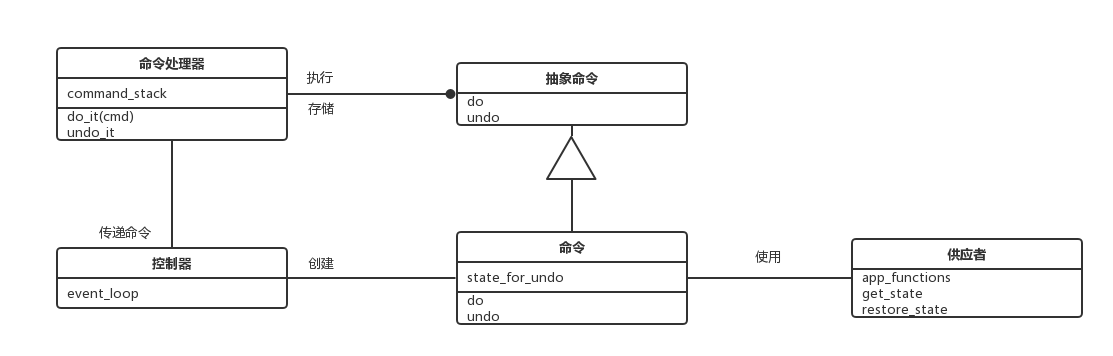 命令处理器
command_stack
do_it(cmd)
undo_it
执行
存储
抽象命令
do
undo
传递命令
控制器
event_loop
创建
命令
state_for_undo
do
undo
使用
供应者
app_functions
get_state
restore_state